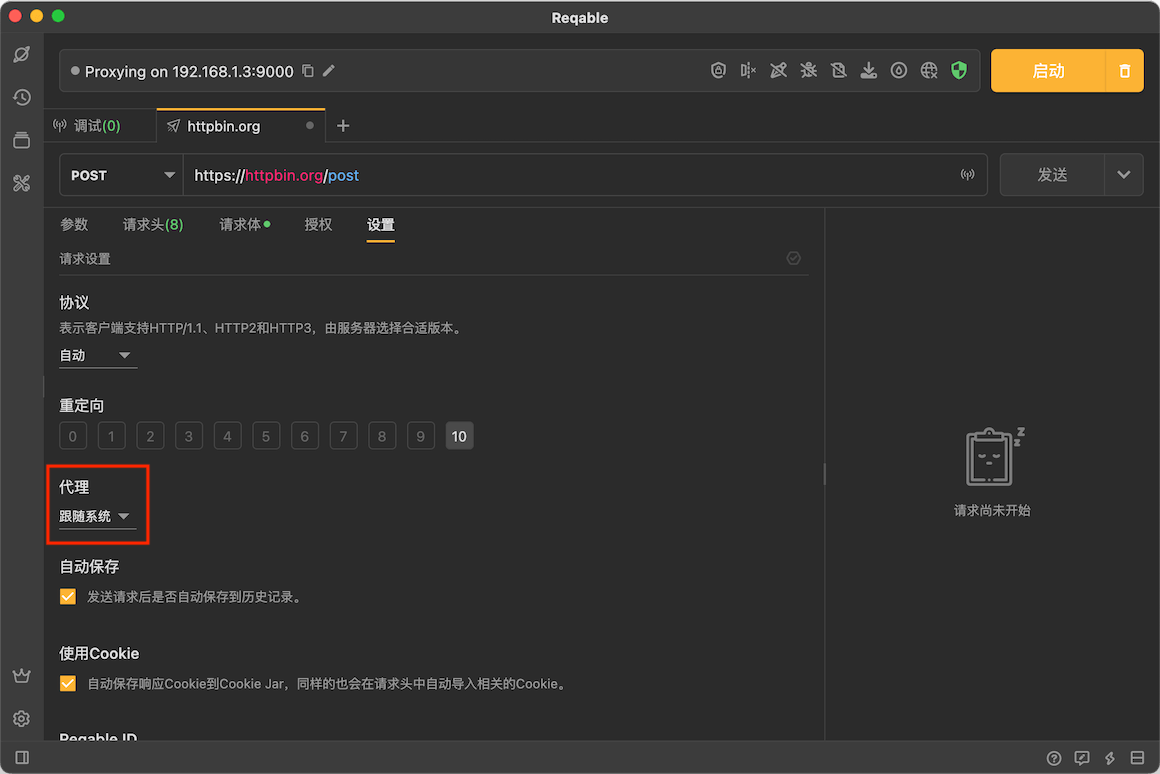 Reqable
Proxying on 192.168.1.3:9000
启动
调试(0)
httpbin.org
POST
https://httpbin.org/post
发送
参数
请求头(8)
请求体
授权
设置
请求设置
协议
表示客户端支持HTTP/1.1、HTTP2和HTTP3，由服务器选择合适版本。
自动
重定向
0 1 2 3 4 5 6 7 8 9 10
代理
跟随系统
自动保存
发送请求后是否自动保存到历史记录。
使用Cookie
自动保存响应Cookie到Cookie Jar，同样的也会在请求头中自动导入相关的Cookie。
Reqable ID
请求尚未开始